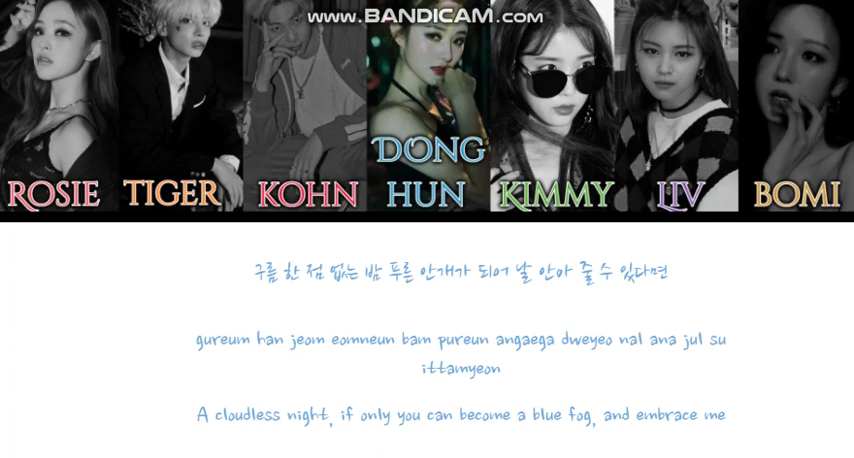 www.BANDICAM.com
ROSIE TIGER KOHN DONG HUN KIMMY LIV BOMI
구름 한 점 없는 밤 푸른 안개가 되어 날 안아 줄 수 있다면
gureum han jeom eomneun bam pureun angaega dweyeo nal ana jul su
ittamyeon
A cloudless night, if only you can become a blue fog, and embrace me